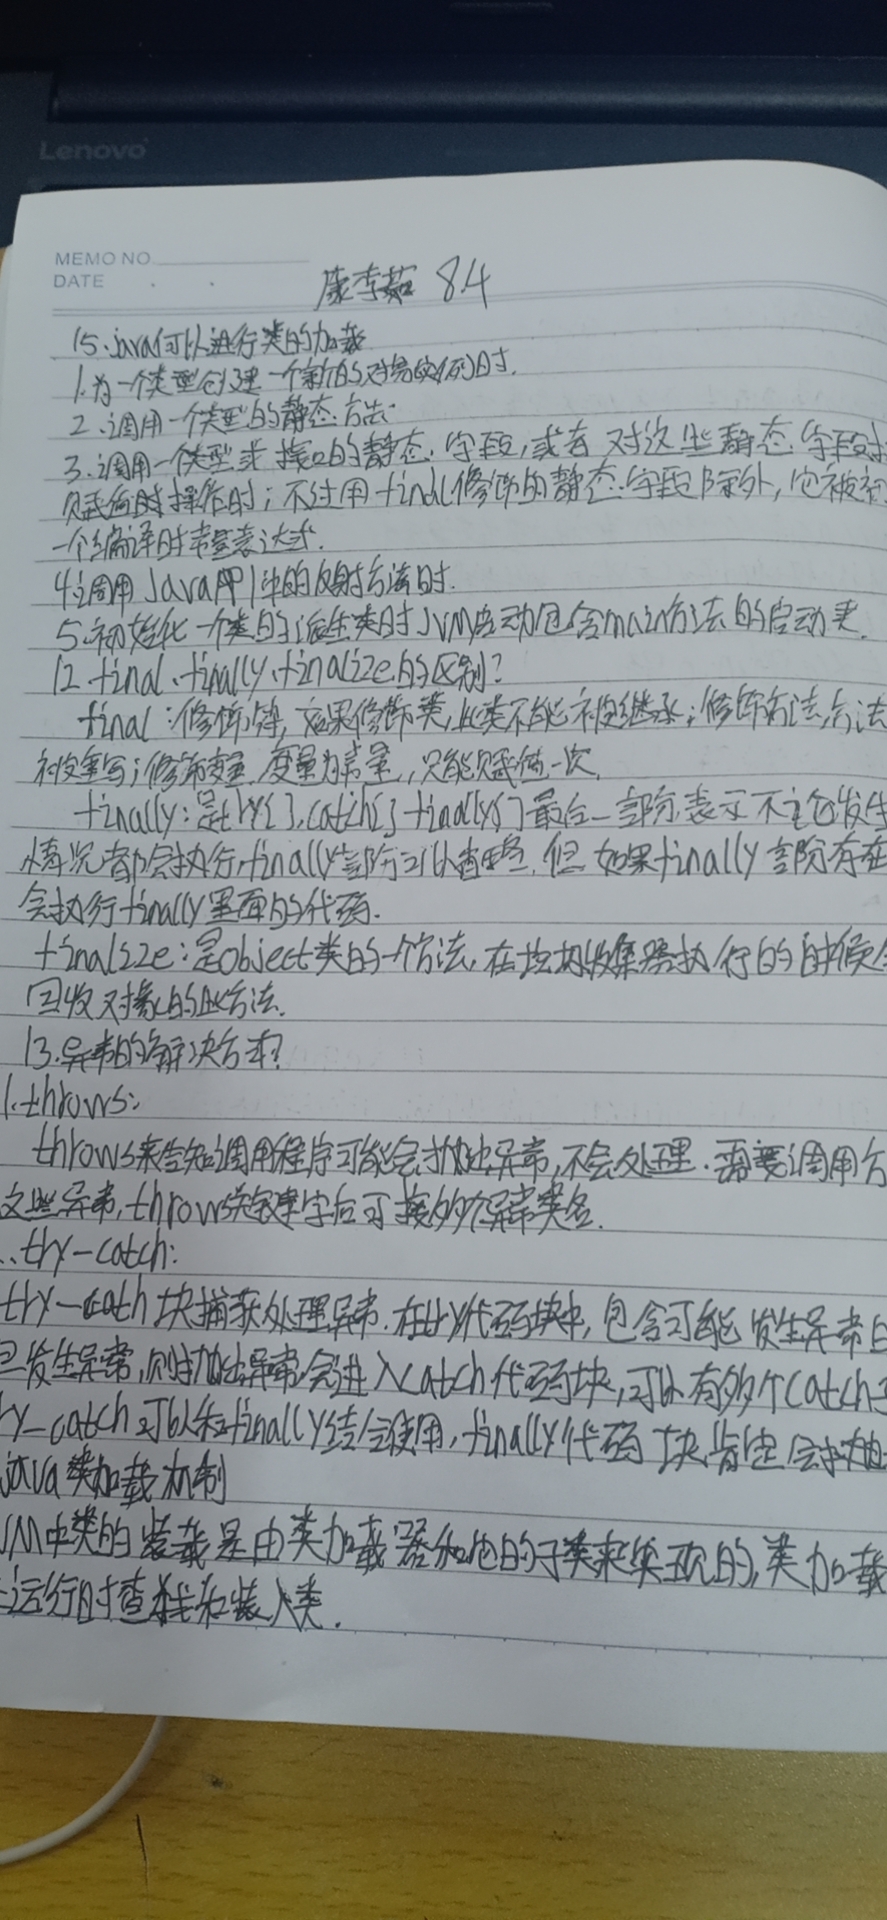 Lenovo
MEMO NO.
DATE
康李茹 8.4
15.java何以进行类的加载
1.为一个类型创建一个新的对象实例时.
2.调用一个类型的静态方法
3.调用一个类型或接口的静态字段,或者对这些静态字段
赋值时操作时;不过用final修饰的静态字段除外,它被初
一个编译时常量表达式.
4.调用Java API中的反射方法时.
5.初始化一个类的派生类时JVM启动包含main方法的启动类.
12.final、finally、finalize的区别?
final:修饰符,如果修饰类,此类不能被继承;修饰方法,方法
被重写;修饰变量,变量为常量,只能赋值一次,
finally:是try{},catch{}finally{}最后一部分表示不论发生
情况都会执行,finally部分可以省略,但如果finally部分存在
会执行finally里面的代码.
finalize:是Object类的一个方法,在垃圾收集器执行的时候会
回收对象的此方法.
13.异常的解决方
1.throws:
throws来告知调用程序可能会抛出异常,不会处理.需要调用方
这些异常,throws关键字后可接多个异常类名.
.try-catch:
try-cath块捕获处理异常.在try代码块中,包含可能发生异常
发生异常,则抛出异常会进入catch代码块,可以有多个catch
ry-catch可以和finally结合使用,finally代码块肯定会
java类加载机制
VM中类的装载是由类加载器和他的子类来实现的,类加载
运行时查找和装入类.